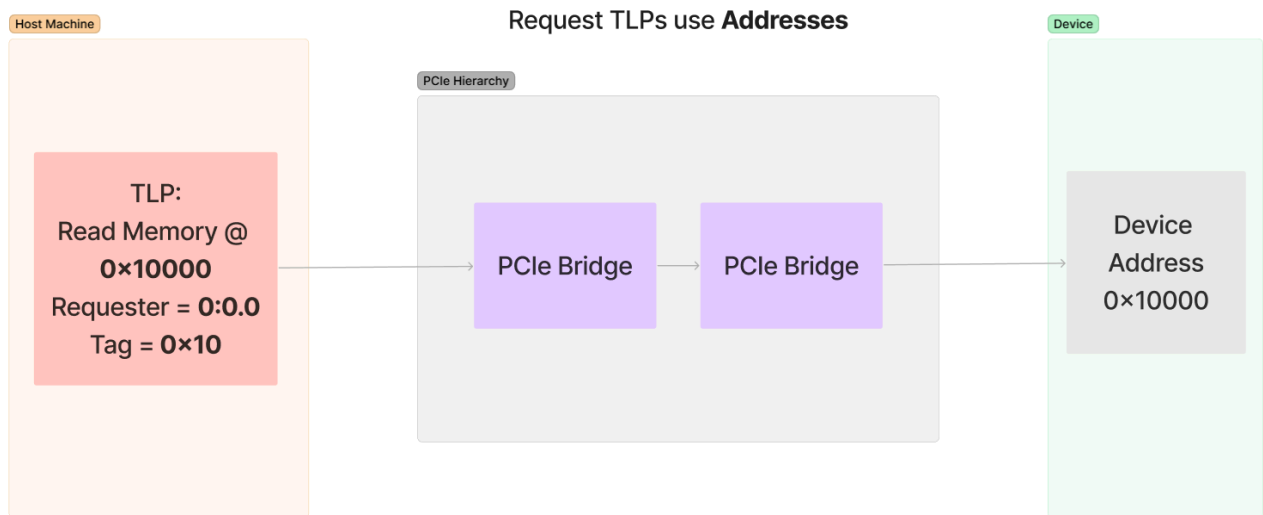 Host Machine
Request TLPs use Addresses
Device
PCIe Hierarchy
TLP:
Read Memory @
0x10000
Requester = 0:0.0
Tag = 0x10
PCIe Bridge
PCIe Bridge
Device
Address
0x10000